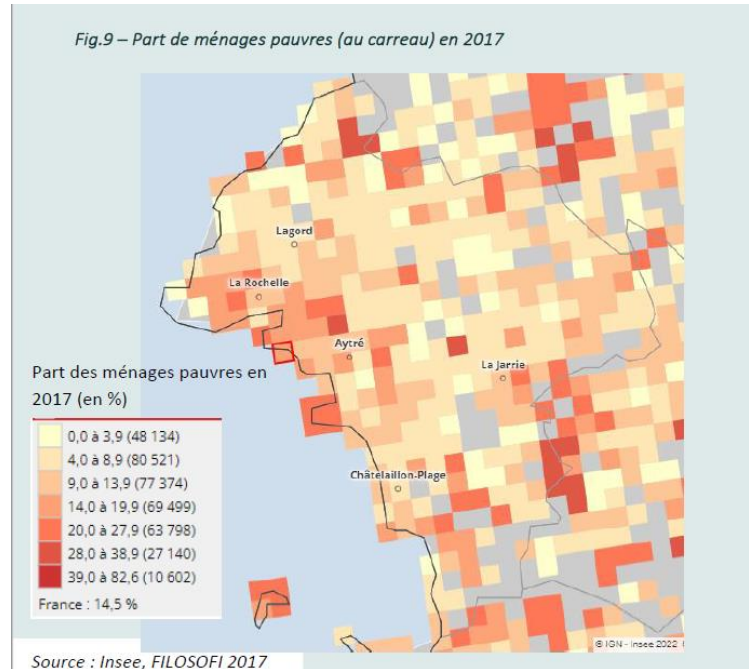 Fig.9 – Part de ménages pauvres (au carreau) en 2017
Lagord
La Rochelle
Aytré
La Jarrie
Châtelaillon-Plage
Part des ménages pauvres en
2017 (en %)
0,0 à 3,9 (48 134)
4,0 à 8,9 (80 521)
9,0 à 13,9 (77 374)
14,0 à 19,9 (69 499)
20,0 à 27,9 (63 798)
28,0 à 38,9 (27 140)
39,0 à 82,6 (10 602)
France : 14,5 %
© IGN - Insee 2022
Source : Insee, FILOSOFI 2017